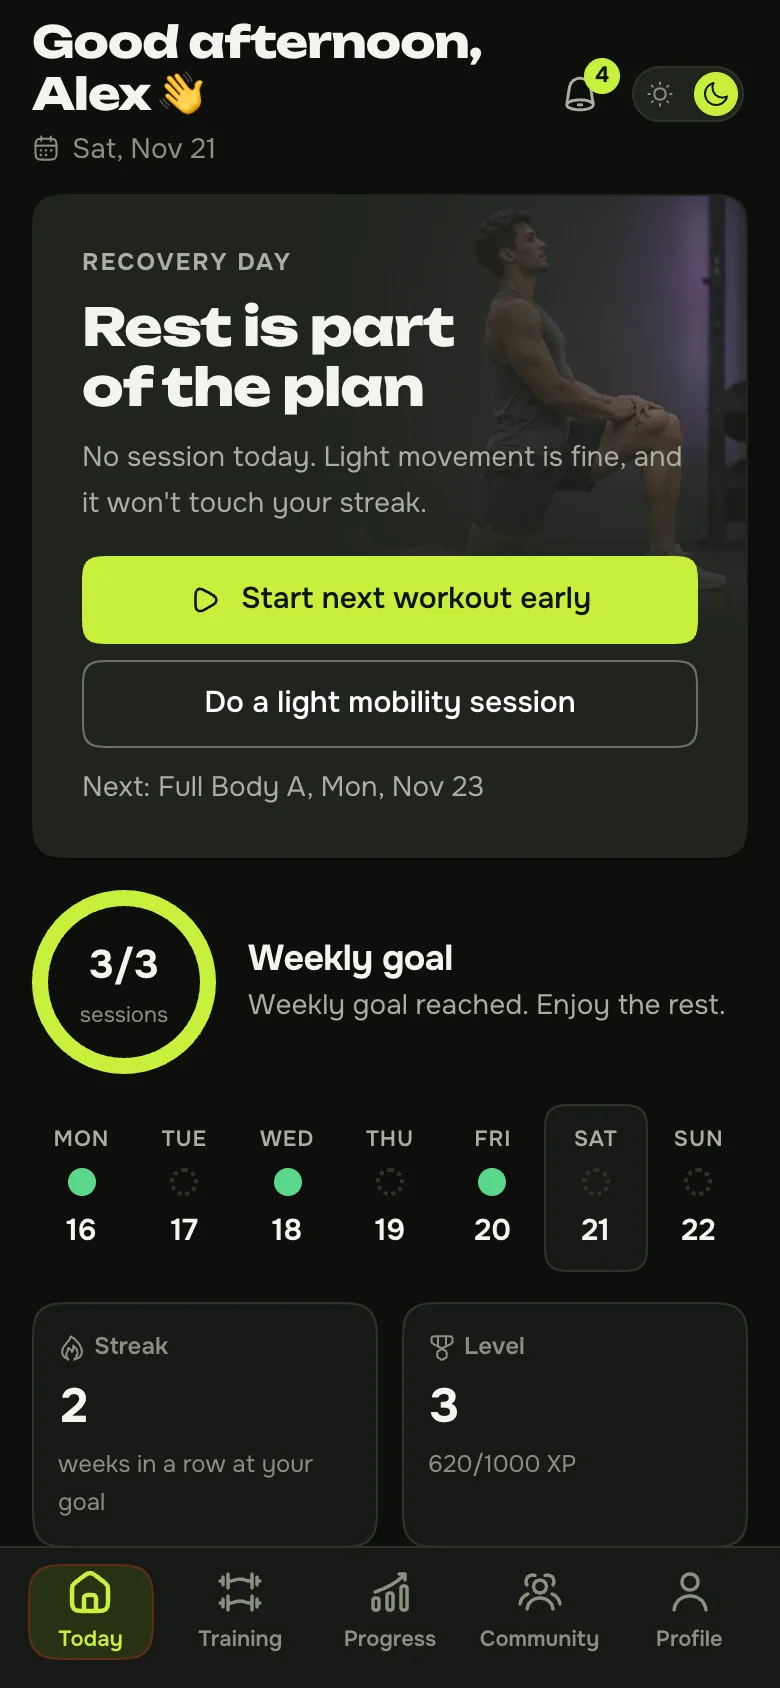 Good afternoon,
Alex 👋
4
Sat, Nov 21
RECOVERY DAY
Rest is part
of the plan
No session today. Light movement is fine, and
it won't touch your streak.
Start next workout early
Do a light mobility session
Next: Full Body A, Mon, Nov 23
3/3
sessions
Weekly goal
Weekly goal reached. Enjoy the rest.
MON TUE WED THU FRI SAT SUN
16 17 18 19 20 21 22
Streak
2
weeks in a row at your
goal
Level
3
620/1000 XP
Today Training Progress Community Profile